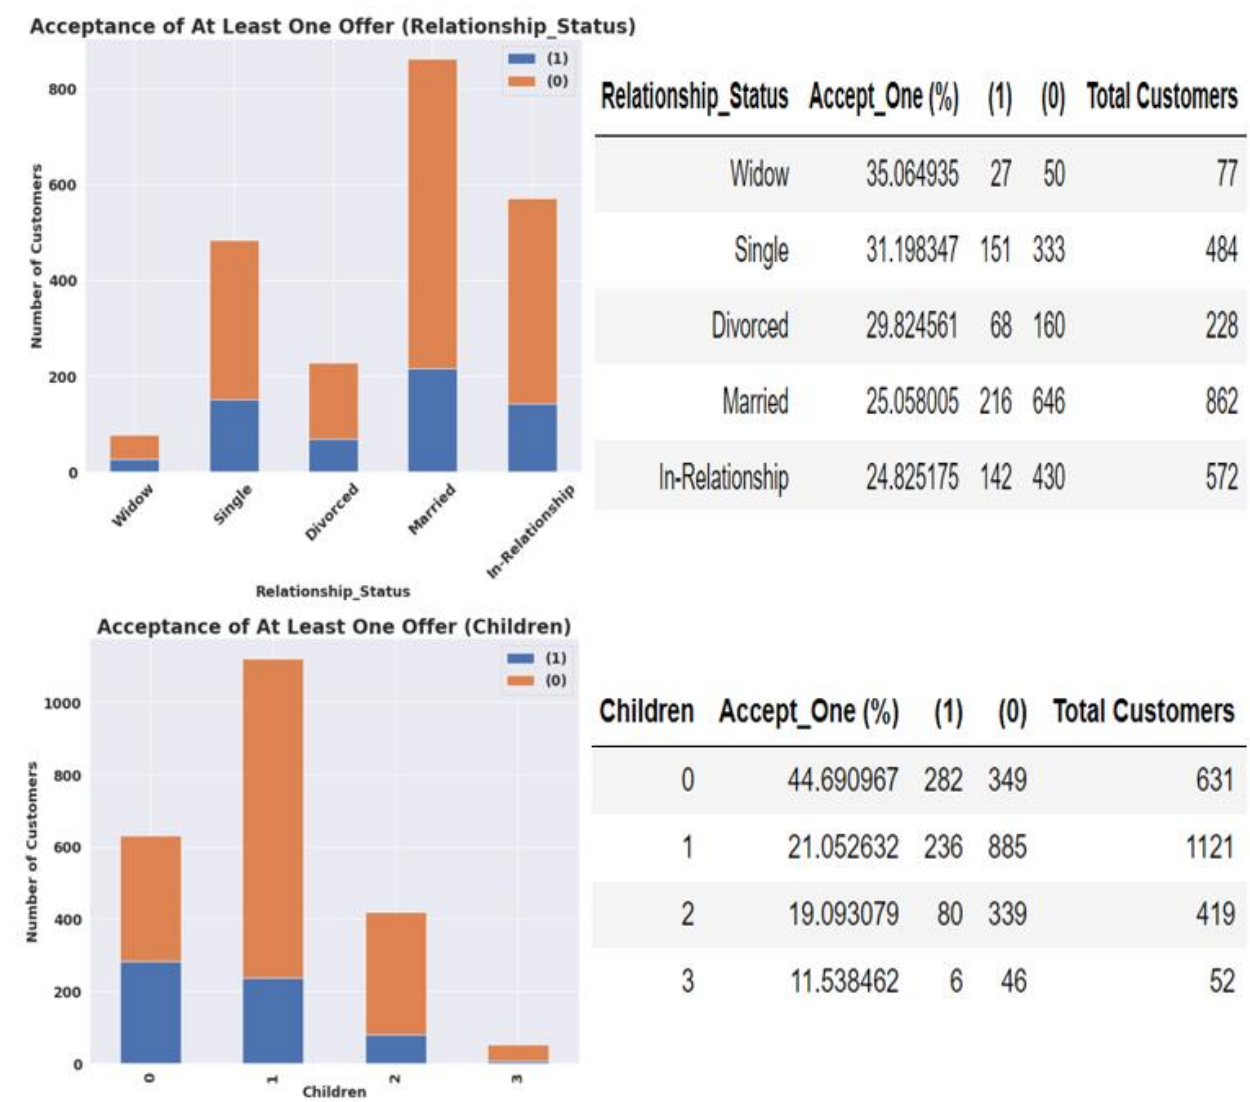 Acceptance of At Least One Offer (Relationship_Status)
(1)
(0)
800
600
400
200
0
Number of Customers
Widow
Single
Divorced
Married
In-Relationship
Relationship_Status
Relationship_Status Accept_One (%) (1) (0) Total Customers
Widow 35.064935 27 50 77
Single 31.198347 151 333 484
Divorced 29.824561 68 160 228
Married 25.058005 216 646 862
In-Relationship 24.825175 142 430 572
Acceptance of At Least One Offer (Children)
(1)
(0)
1000
800
600
400
200
0
Number of Customers
0
1
2
3
Children
Children Accept_One (%) (1) (0) Total Customers
0 44.690967 282 349 631
1 21.052632 236 885 1121
2 19.093079 80 339 419
3 11.538462 6 46 52